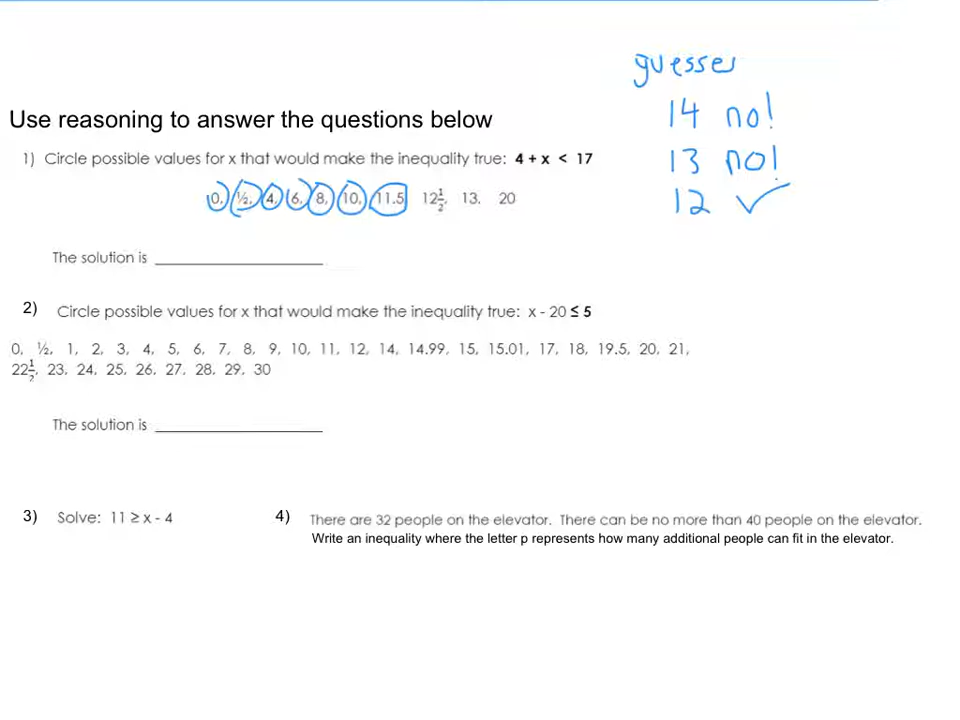 guesses
14 no!
13 no!
12 ✓
Use reasoning to answer the questions below
1) Circle possible values for x that would make the inequality true: 4 + x < 17
0, ½, 4, 6, 8, 10, 11.5 12½, 13. 20
The solution is ____________________
2) Circle possible values for x that would make the inequality true: x - 20 ≤ 5
0, ½, 1, 2, 3, 4, 5, 6, 7, 8, 9, 10, 11, 12, 14, 14.99, 15, 15.01, 17, 18, 19.5, 20, 21,
22½, 23, 24, 25, 26, 27, 28, 29, 30
The solution is ____________________
3) Solve: 11 ≥ x - 4
4) There are 32 people on the elevator. There can be no more than 40 people on the elevator.
Write an inequality where the letter p represents how many additional people can fit in the elevator.